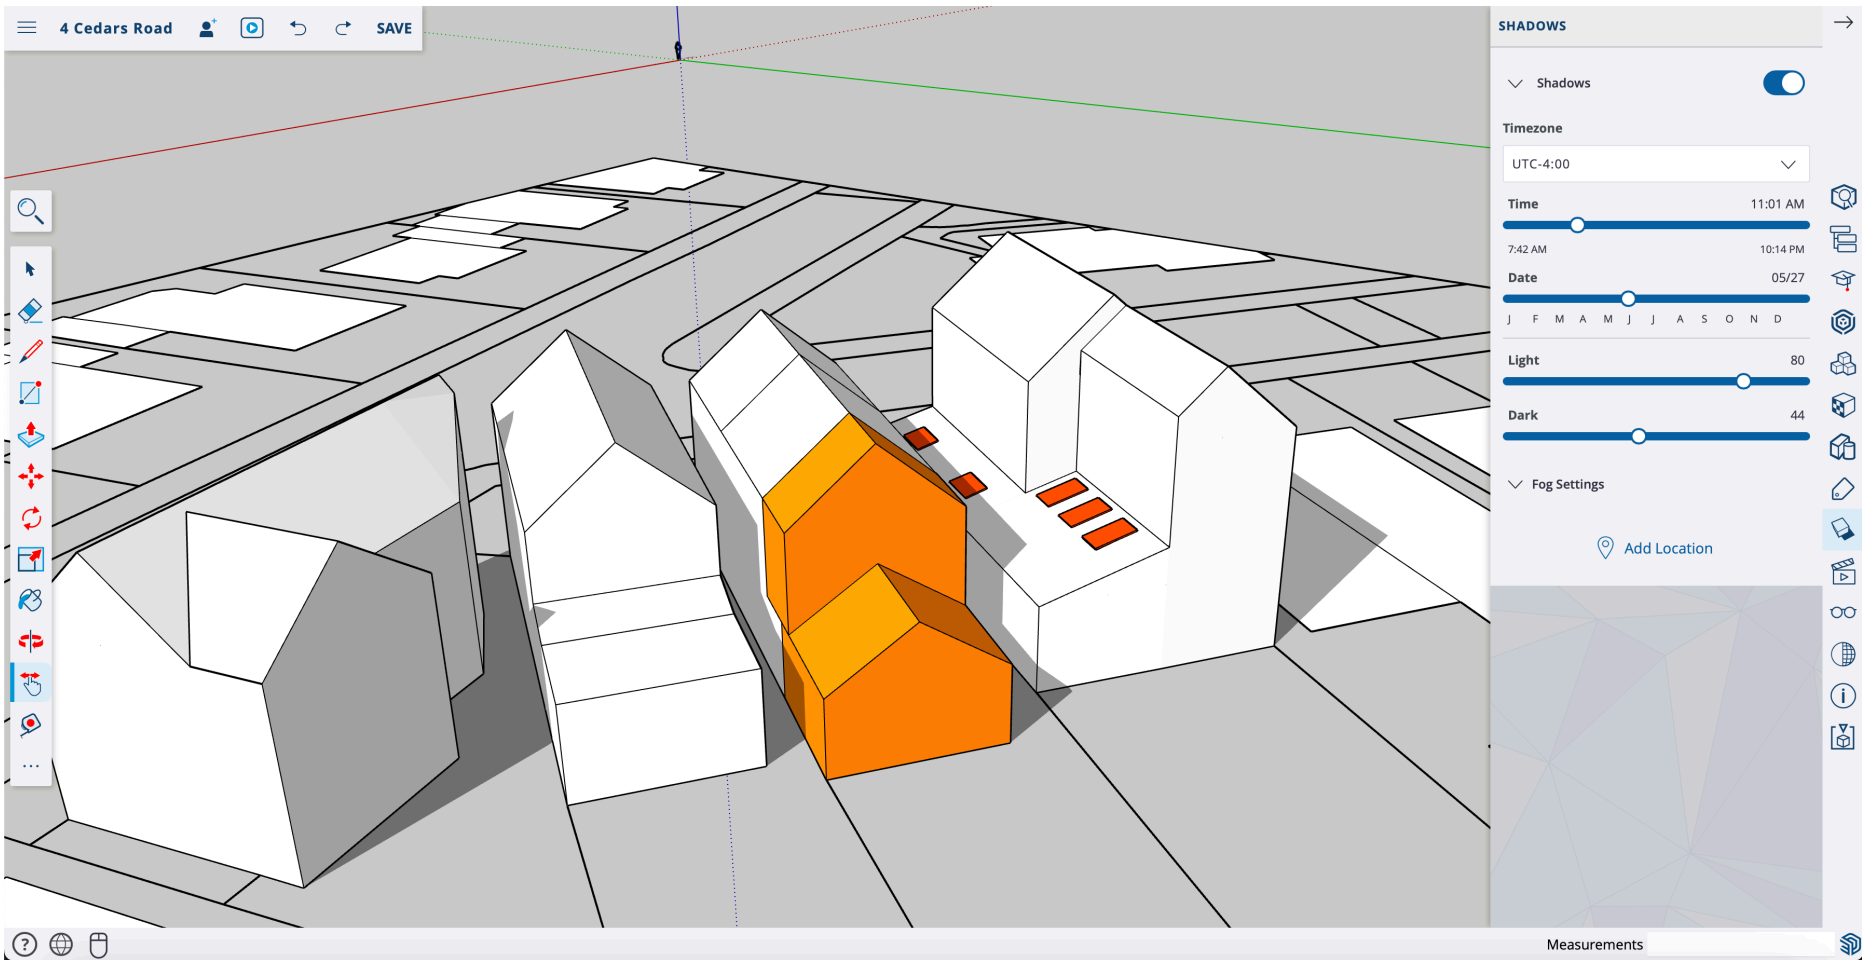 4 Cedars Road
SAVE
SHADOWS
Shadows
Timezone
UTC-4:00
Time 11:01 AM
7:42 AM 10:14 PM
Date 05/27
J F M A M J J A S O N D
Light 80
Dark 44
Fog Settings
Add Location
Measurements